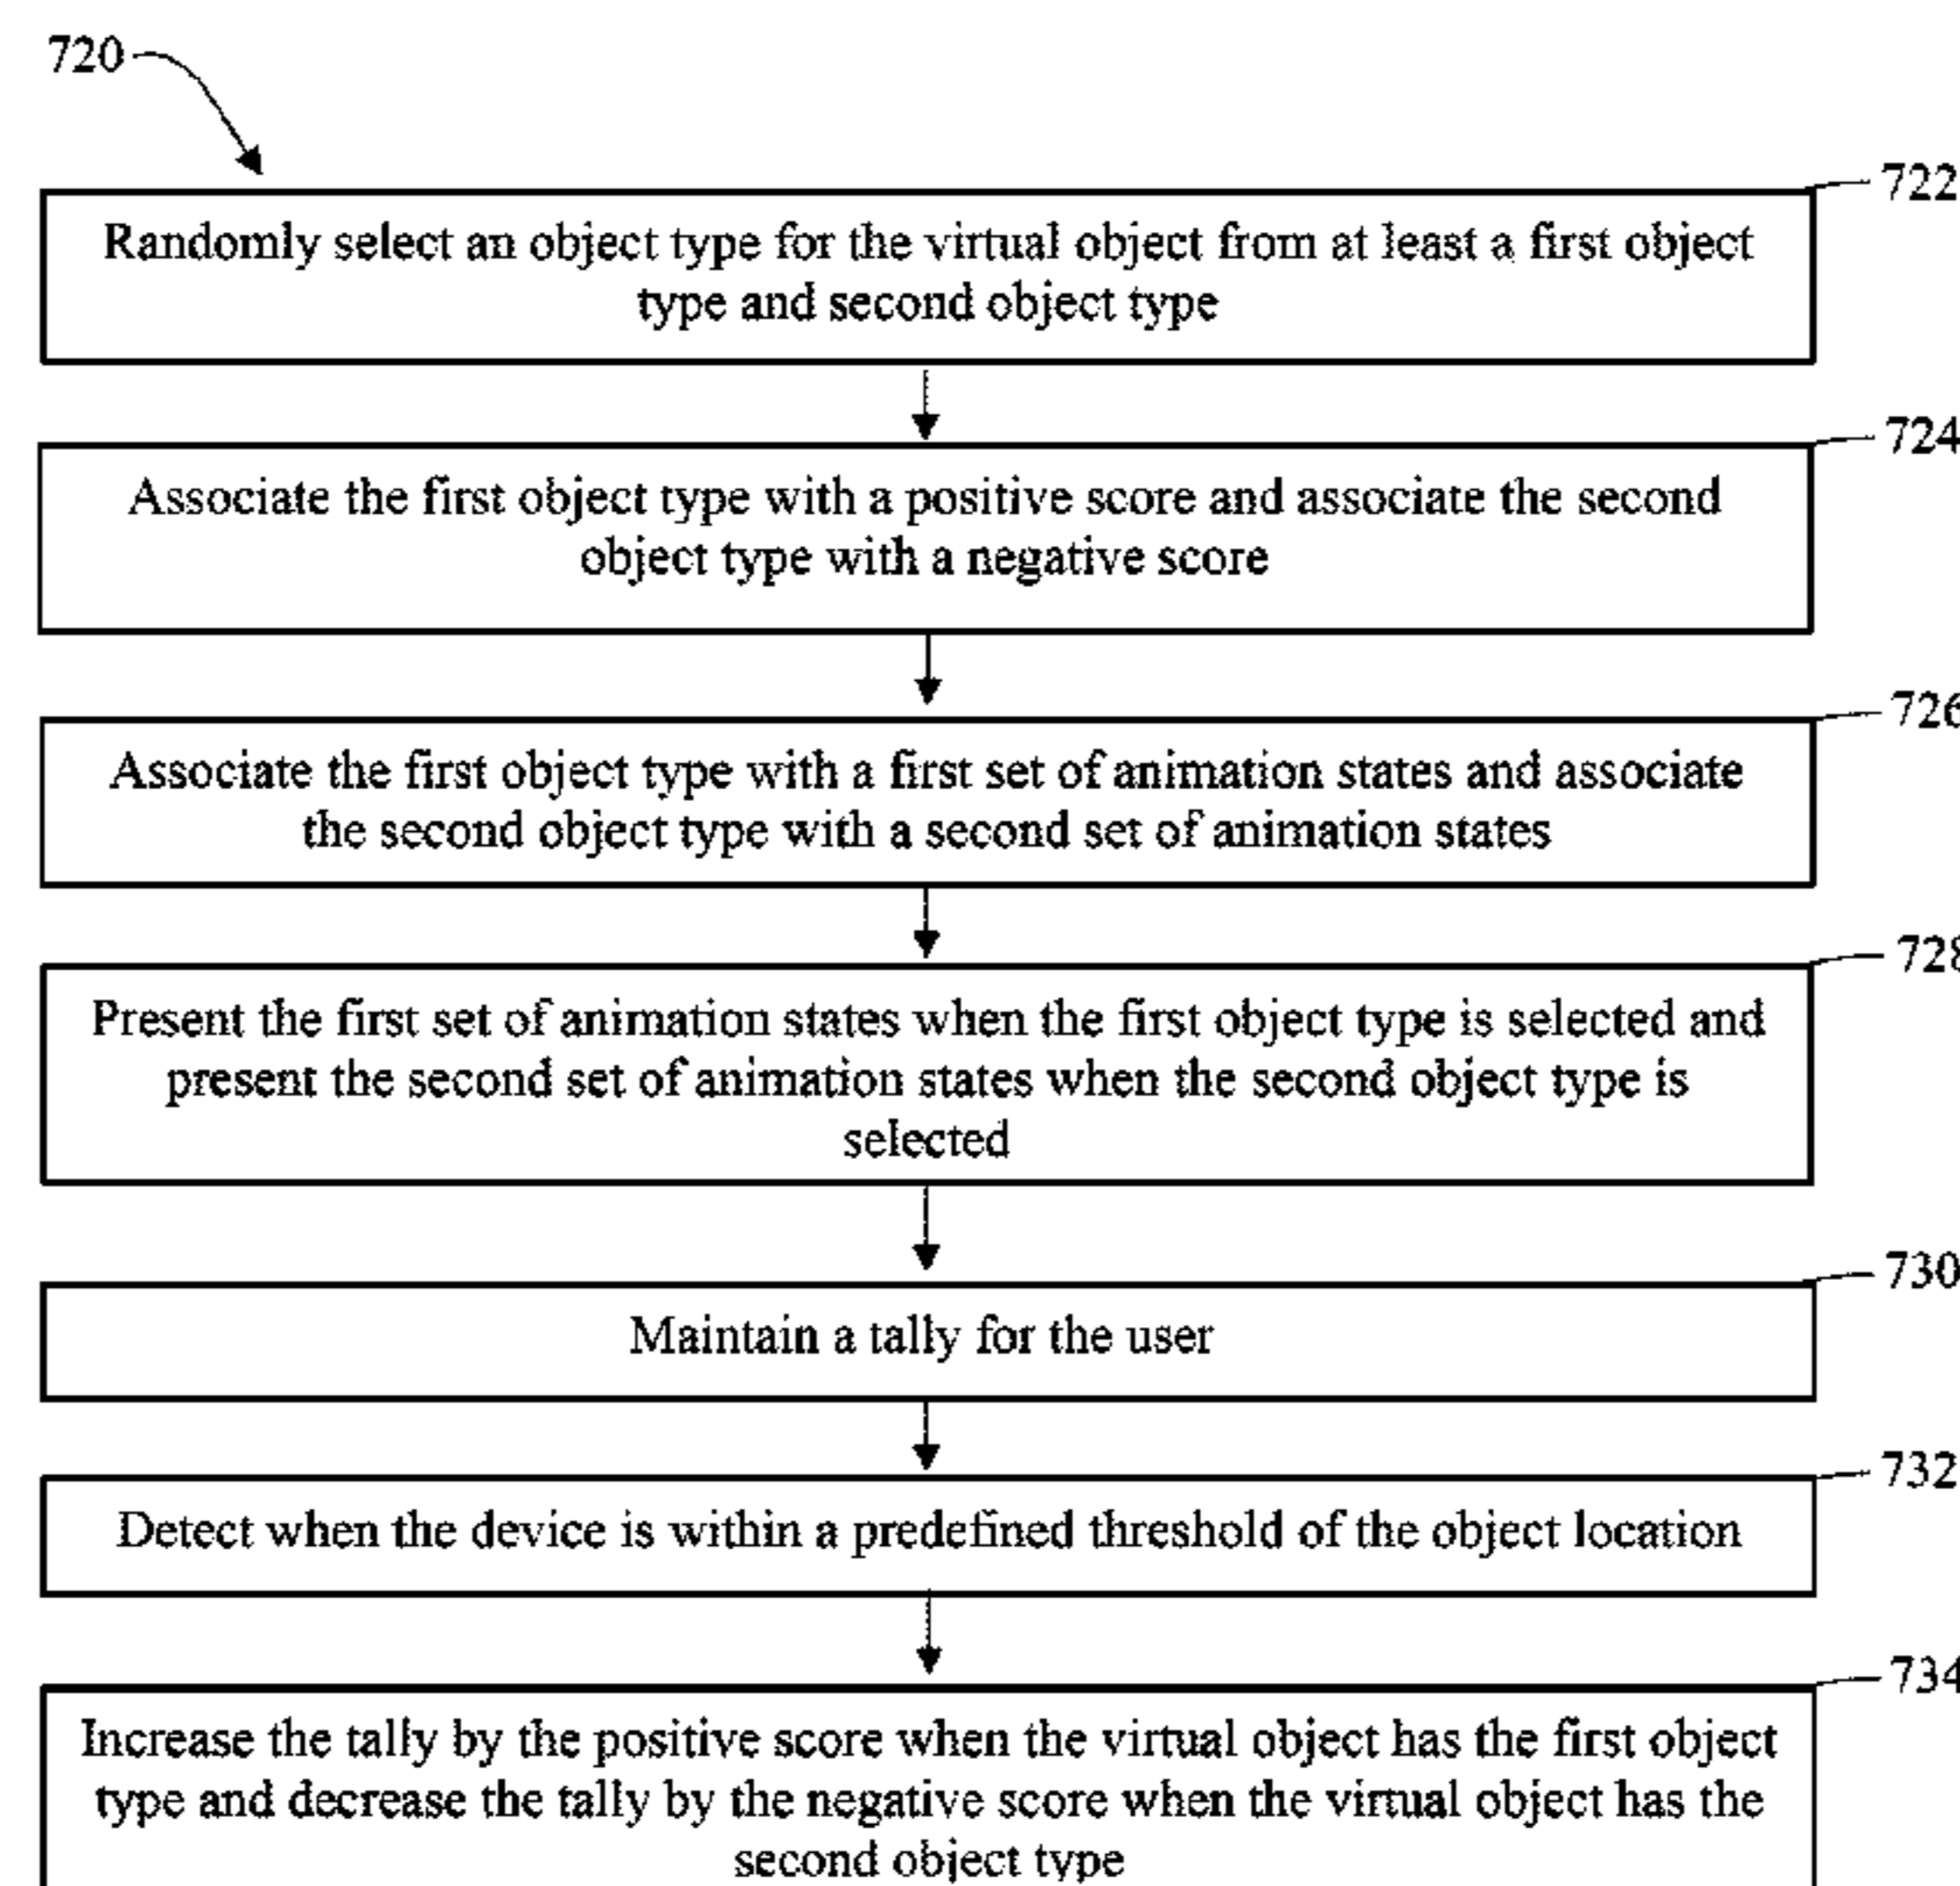 720
722
Randomly select an object type for the virtual object from at least a first object
type and second object type
724
Associate the first object type with a positive score and associate the second
object type with a negative score
726
Associate the first object type with a first set of animation states and associate
the second object type with a second set of animation states
728
Present the first set of animation states when the first object type is selected and
present the second set of animation states when the second object type is
selected
730
Maintain a tally for the user
732
Detect when the device is within a predefined threshold of the object location
734
Increase the tally by the positive score when the virtual object has the first object
type and decrease the tally by the negative score when the virtual object has the
second object type